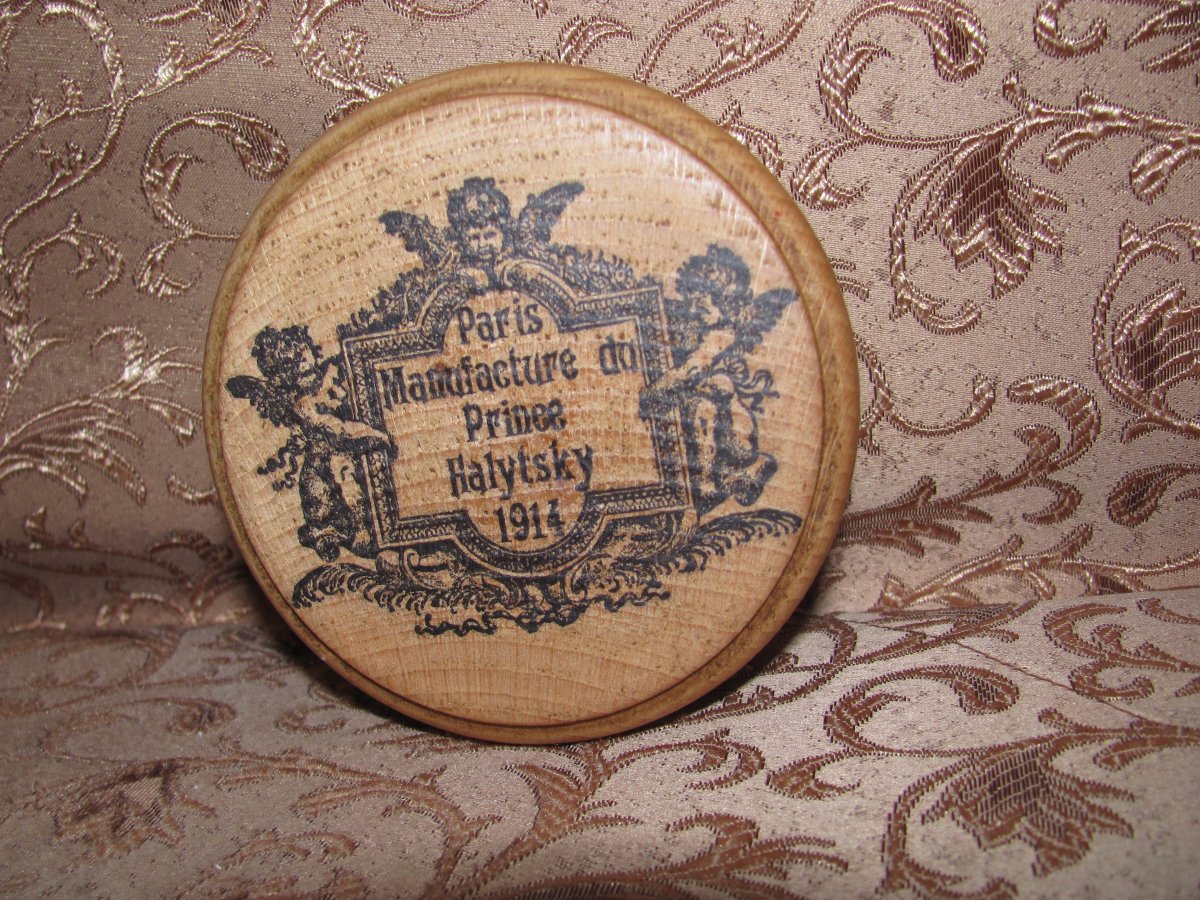 Paris
Manufacture du
Prince
Halytsky
1914